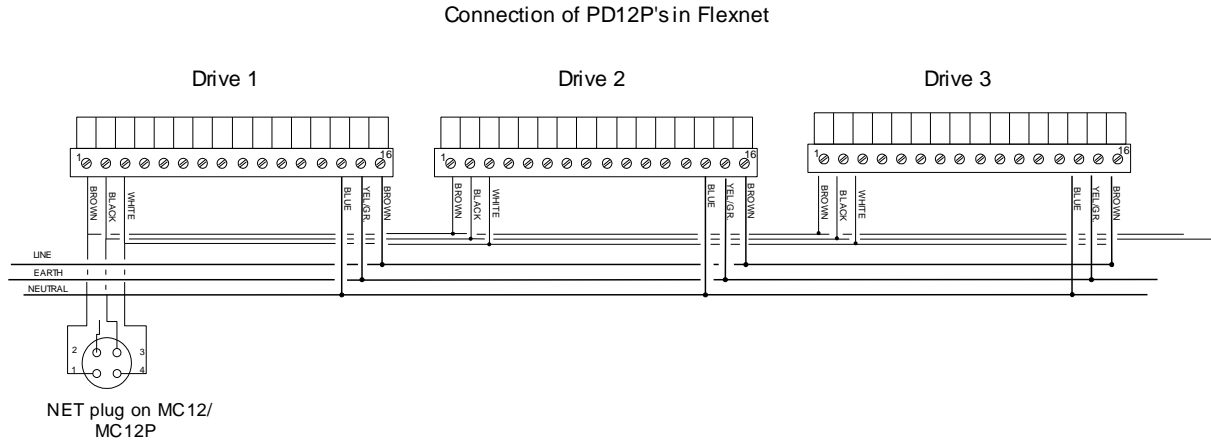 Connection of PD12P's in Flexnet
Drive 1
Drive 2
Drive 3
1
16
1
16
1
16
BROWN
BLACK
WHITE
BLUE
YEL/GR.
BROWN
BROWN
BLACK
WHITE
BLUE
YEL/GR.
BROWN
BROWN
BLACK
WHITE
BLUE
YEL/GR.
BROWN
LINE
EARTH
NEUTRAL
2
3
1
4
NET plug on MC12/
MC12P